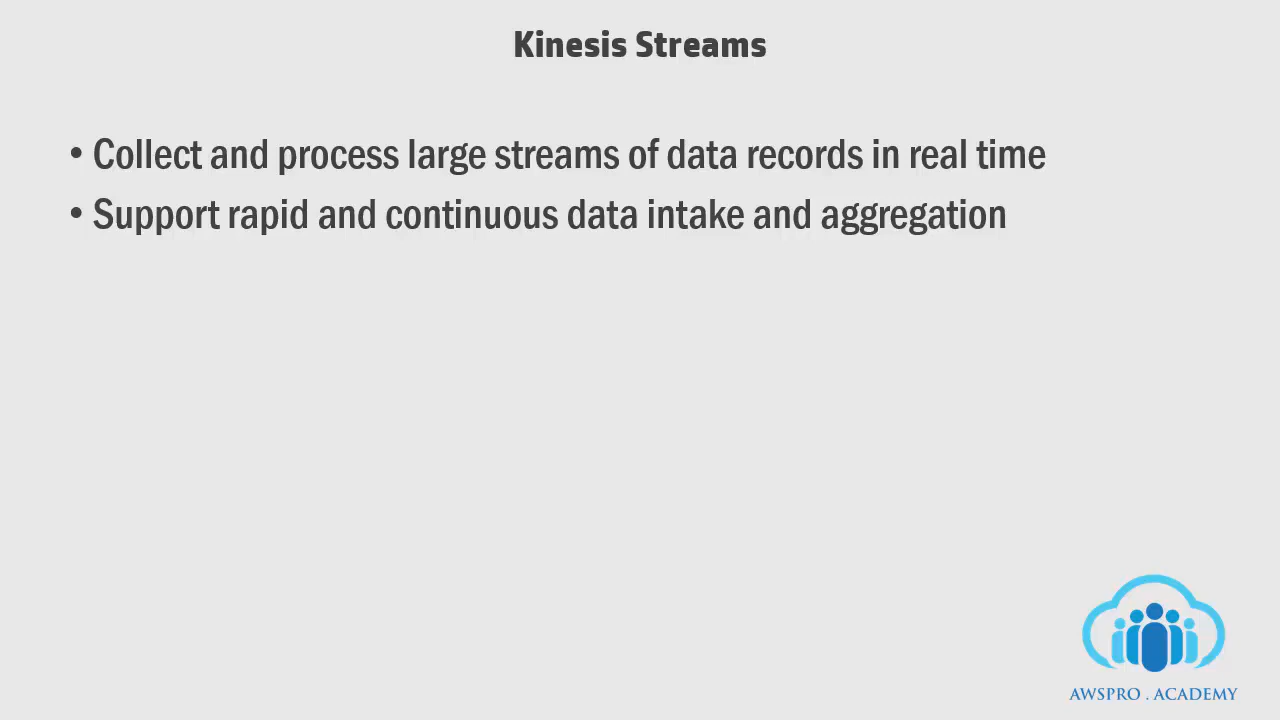 Kinesis Streams
• Collect and process large streams of data records in real time
• Support rapid and continuous data intake and aggregation
AWSPRO . ACADEMY